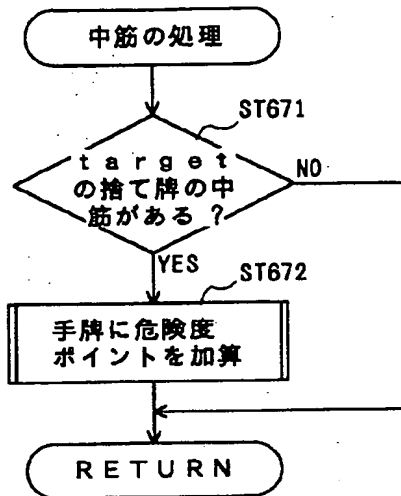 中筋の処理
ST671
target
の捨て牌の中
筋がある?
NO
YES
ST672
手牌に危険度
ポイントを加算
RETURN